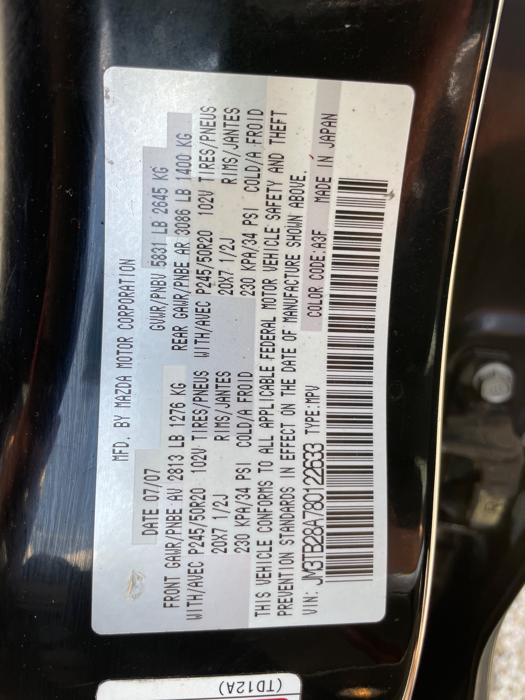 MFD. BY MAZDA MOTOR CORPORATION
DATE 07/07 GVWR/PNBV 5831 LB 2645 KG
FRONT GAWR/PNBE AV 2813 LB 1276 KG REAR GAWR/PNBE AR 3086 LB 1400 KG
WITH/AVEC P245/50R20 102V TIRES/PNEUS WITH/AVEC P245/50R20 102V TIRES/PNEUS
20X7 1/2J RIMS/JANTES 20X7 1/2J RIMS/JANTES
230 KPA/34 PSI COLD/A FROID 230 KPA/34 PSI COLD/A FROID
THIS VEHICLE CONFORMS TO ALL APPLICABLE FEDERAL MOTOR VEHICLE SAFETY AND THEFT
PREVENTION STANDARDS IN EFFECT ON THE DATE OF MANUFACTURE SHOWN ABOVE.
VIN: JM3TB28A780122633 TYPE:MPV COLOR CODE:A3F MADE IN JAPAN
(TD12A)